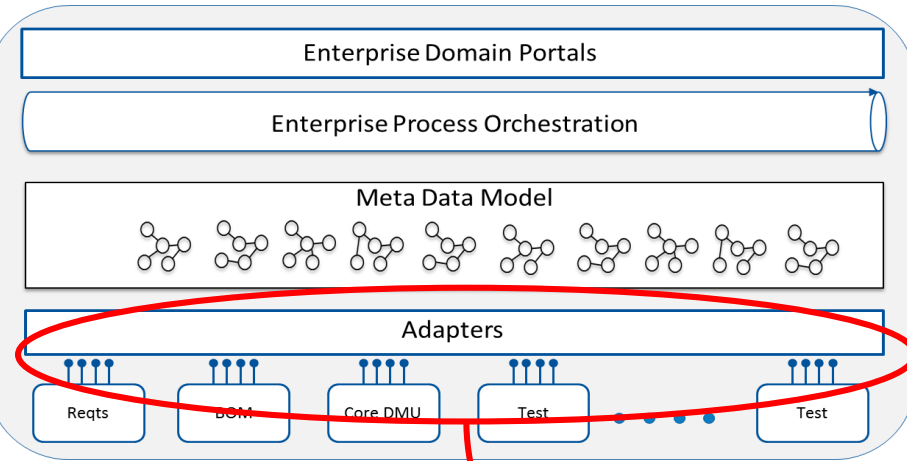 Enterprise Domain Portals
Enterprise Process Orchestration
Meta Data Model
Adapters
Reqts
BOM
Core DMU
Test
Test